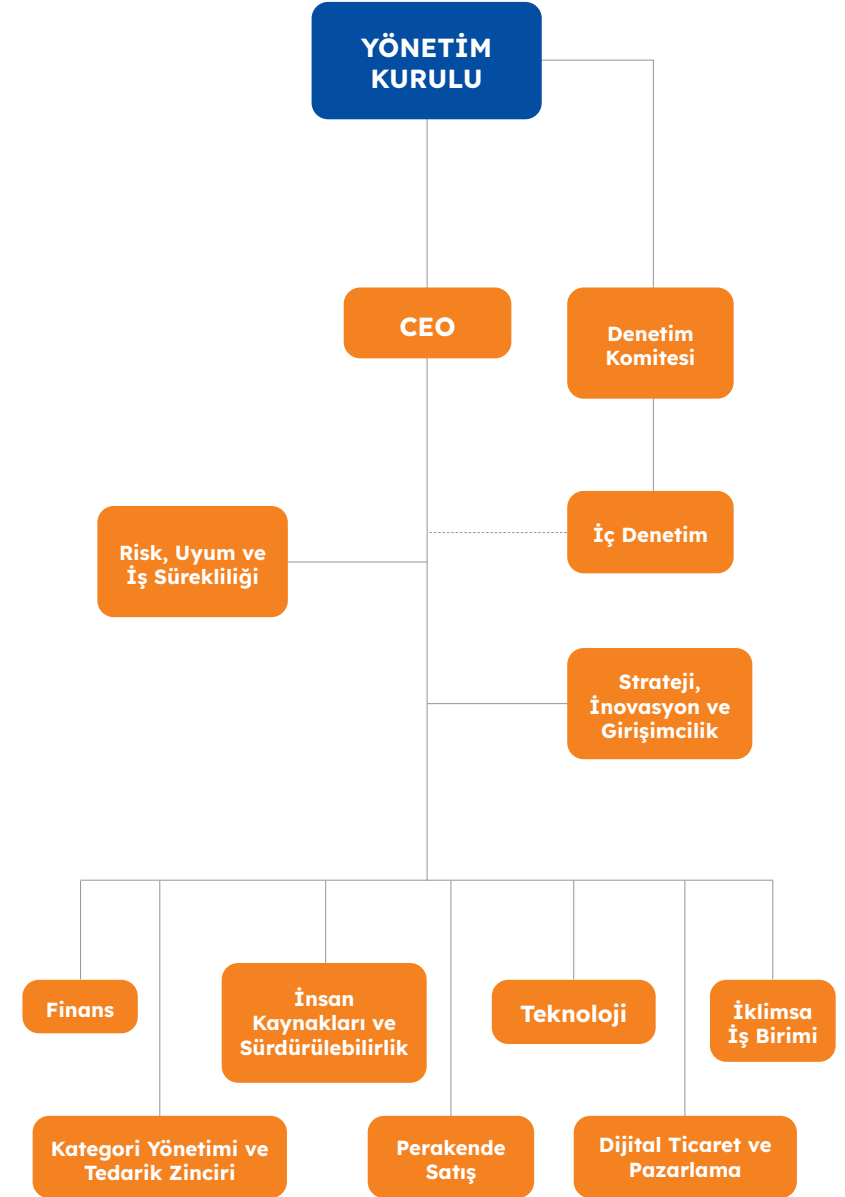 YÖNETİM
KURULU
CEO
Denetim
Komitesi
İç Denetim
Risk, Uyum ve
İş Sürekliliği
Strateji,
İnovasyon ve
Girişimcilik
Finans
İnsan
Kaynakları ve
Sürdürülebilirlik
Teknoloji
İklimsa
İş Birimi
Kategori Yönetimi ve
Tedarik Zinciri
Perakende
Satış
Dijital Ticaret ve
Pazarlama